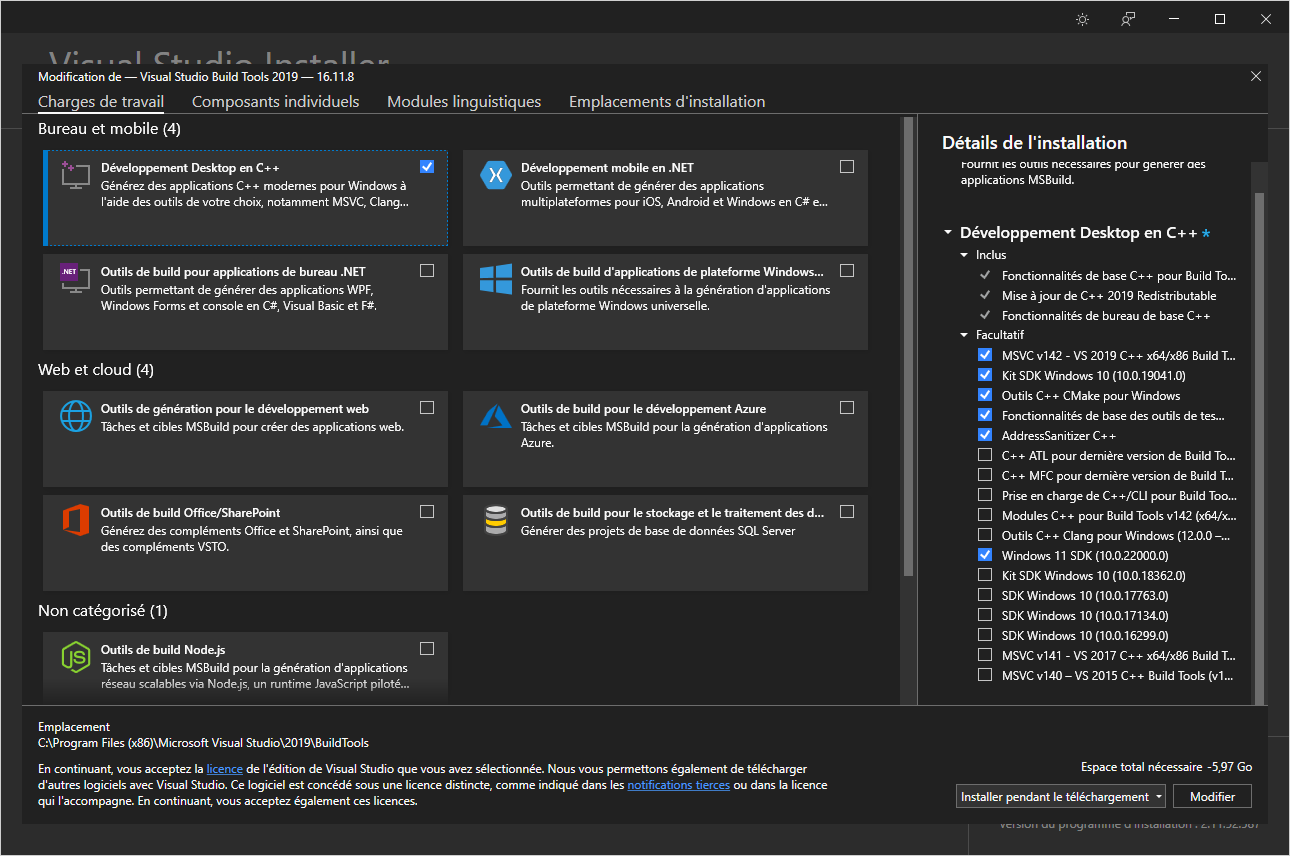 Visual Studio Installer
Modification de — Visual Studio Build Tools 2019 — 16.11.8
Charges de travail
Composants individuels
Modules linguistiques
Emplacements d'installation
Bureau et mobile (4)
Développement Desktop en C++
Générez des applications C++ modernes pour Windows à
l'aide des outils de votre choix, notamment MSVC, Clang...
Développement mobile en .NET
Outils permettant de générer des applications
multiplateformes pour iOS, Android et Windows en C# e...
.NET
Outils de build pour applications de bureau .NET
Outils permettant de générer des applications WPF,
Windows Forms et console en C#, Visual Basic et F#.
Outils de build d'applications de plateforme Windows...
Fournit les outils nécessaires à la génération d'applications
de plateforme Windows universelle.
Web et cloud (4)
Outils de génération pour le développement web
Tâches et cibles MSBuild pour créer des applications web.
Outils de build pour le développement Azure
Tâches et cibles MSBuild pour la génération d'applications
Azure.
Outils de build Office/SharePoint
Générez des compléments Office et SharePoint, ainsi que
des compléments VSTO.
Outils de build pour le stockage et le traitement des d...
Générer des projets de base de données SQL Server
Non catégorisé (1)
Outils de build Node.js
Tâches et cibles MSBuild pour la génération d'applications
réseau scalables via Node.js, un runtime JavaScript piloté...
Détails de l'installation
Fournit les outils nécessaires pour générer des
applications MSBuild.
Développement Desktop en C++ *
Inclus
Fonctionnalités de base C++ pour Build To...
Mise à jour de C++ 2019 Redistributable
Fonctionnalités de bureau de base C++
Facultatif
MSVC v142 - VS 2019 C++ x64/x86 Build T...
Kit SDK Windows 10 (10.0.19041.0)
Outils C++ CMake pour Windows
Fonctionnalités de base des outils de tes...
AddressSanitizer C++
C++ ATL pour dernière version de Build To...
C++ MFC pour dernière version de Build T...
Prise en charge de C++/CLI pour Build Too...
Modules C++ pour Build Tools v142 (x64/x...
Outils C++ Clang pour Windows (12.0.0 –...
Windows 11 SDK (10.0.22000.0)
Kit SDK Windows 10 (10.0.18362.0)
SDK Windows 10 (10.0.17763.0)
SDK Windows 10 (10.0.17134.0)
SDK Windows 10 (10.0.16299.0)
MSVC v141 - VS 2017 C++ x64/x86 Build T...
MSVC v140 – VS 2015 C++ Build Tools (v1...
Emplacement
C:\Program Files (x86)\Microsoft Visual Studio\2019\BuildTools
En continuant, vous acceptez la licence de l'édition de Visual Studio que vous avez sélectionnée. Nous vous permettons également de télécharger
d'autres logiciels avec Visual Studio. Ce logiciel est concédé sous une licence distincte, comme indiqué dans les notifications tierces ou dans la licence
qui l'accompagne. En continuant, vous acceptez également ces licences.
Espace total nécessaire -5,97 Go
Installer pendant le téléchargement
Modifier
Version du programme d'installation :